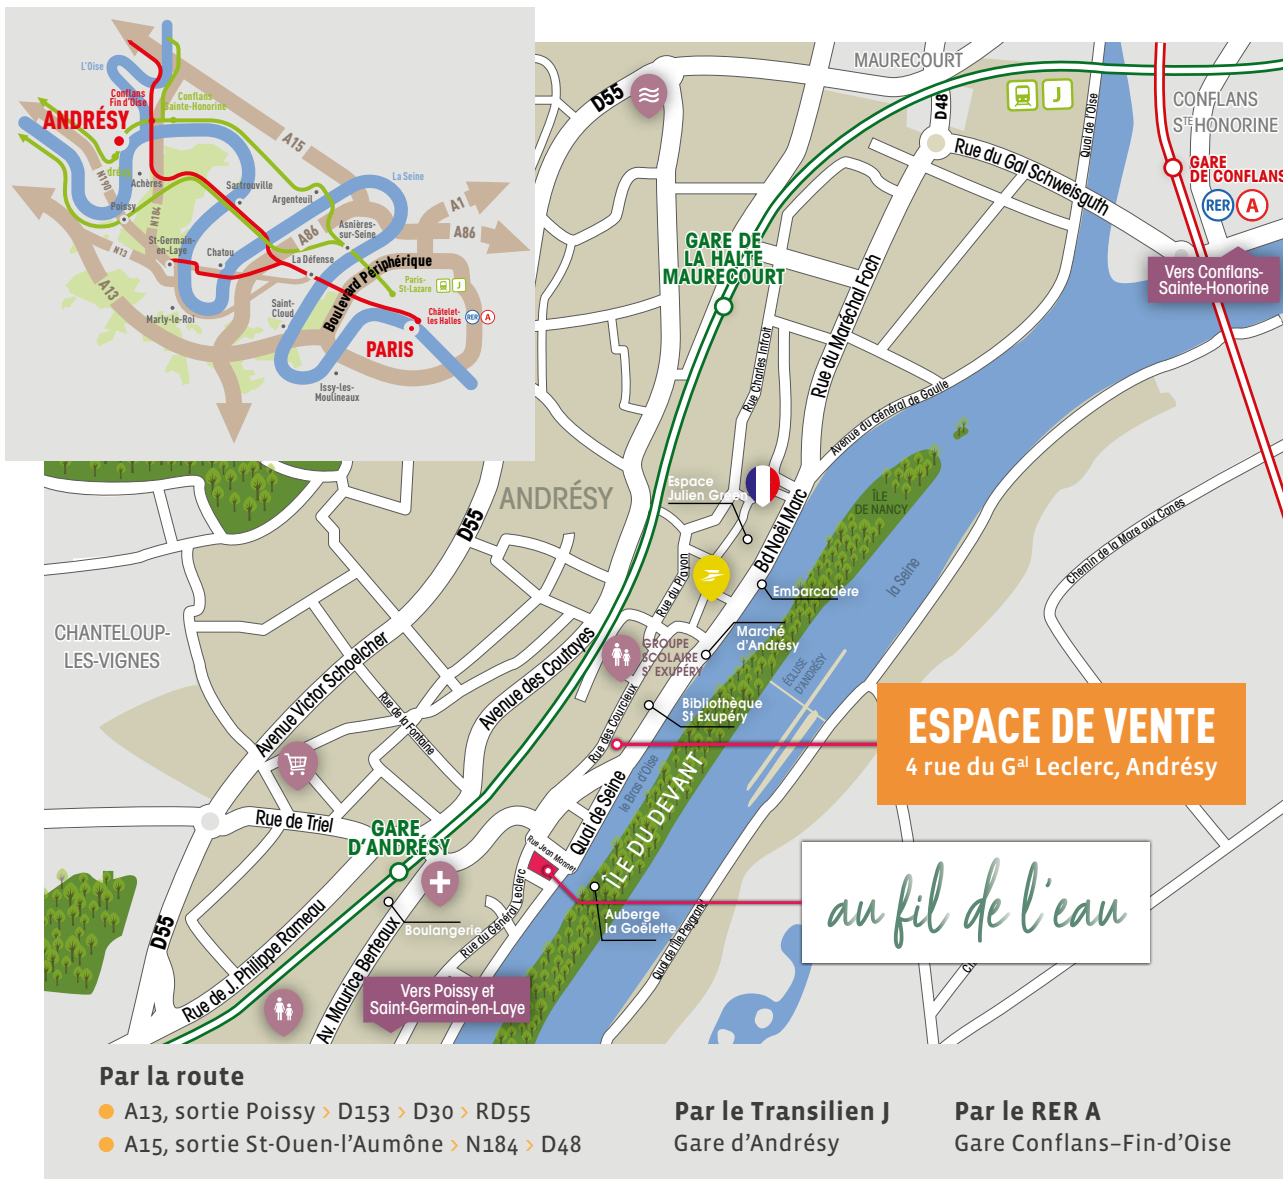 L'Oise
Conflans
Fin d'Oise
Conflans
Sainte-Honorine
ANDRÉSY
A15
N190
Achères
Poissy
N184
Sartrouville
Argenteuil
La Seine
A1
A86
A86
Asnières-
sur-Seine
St-Germain-
en-Laye
N13
Chatou
La Défense
Boulevard Périphérique
A13
Paris-
St-Lazare
J
Saint-
Cloud
Marly-le-Roi
Châtelet-
les Halles
RER
A
PARIS
Issy-les-
Moulineaux
MAURECOURT
D55
D48
J
Quai de l'Oise
CONFLANS
STE HONORINE
Rue du Gal Schweisguth
GARE
DE CONFLANS
RER
A
Vers Conflans-
Sainte-Honorine
GARE DE
LA HALTE
MAURECOURT
Rue du Maréchal Foch
Rue Charles Infroit
Avenue du Général de Gaulle
ANDRÉSY
D55
Espace
Julien Green
Bd Noël Marc
ÎLE
DE NANCY
la Seine
Chemin de la Mare aux Canes
Rue du Playon
Embarcadère
CHANTELOUP-
LES-VIGNES
Avenue Victor Schoelcher
Avenue des Coutayes
Rue de la Fontaine
GROUPE
SCOLAIRE
ST EXUPÉRY
Marché
d'Andrésy
ÉCLUSE
D'ANDRÉSY
Rue des Courcieux
Bibliothèque
St Exupéry
ESPACE DE VENTE
4 rue du Gal Leclerc, Andrésy
le Bras d'Oise
Quai de Seine
ÎLE DU DEVANT
Rue de Triel
GARE
D'ANDRÉSY
Rue Jean Monnet
Rue du Général Leclerc
au fil de l'eau
D55
Boulangerie
Auberge
la Goëlette
Rue de J. Philippe Rameau
Av. Maurice Berteaux
Quai de l'Île Peygrand
Vers Poissy et
Saint-Germain-en-Laye
Par la route
A13, sortie Poissy › D153 › D30 › RD55
A15, sortie St-Ouen-l'Aumône › N184 › D48
Par le Transilien J
Gare d'Andrésy
Par le RER A
Gare Conflans–Fin-d'Oise